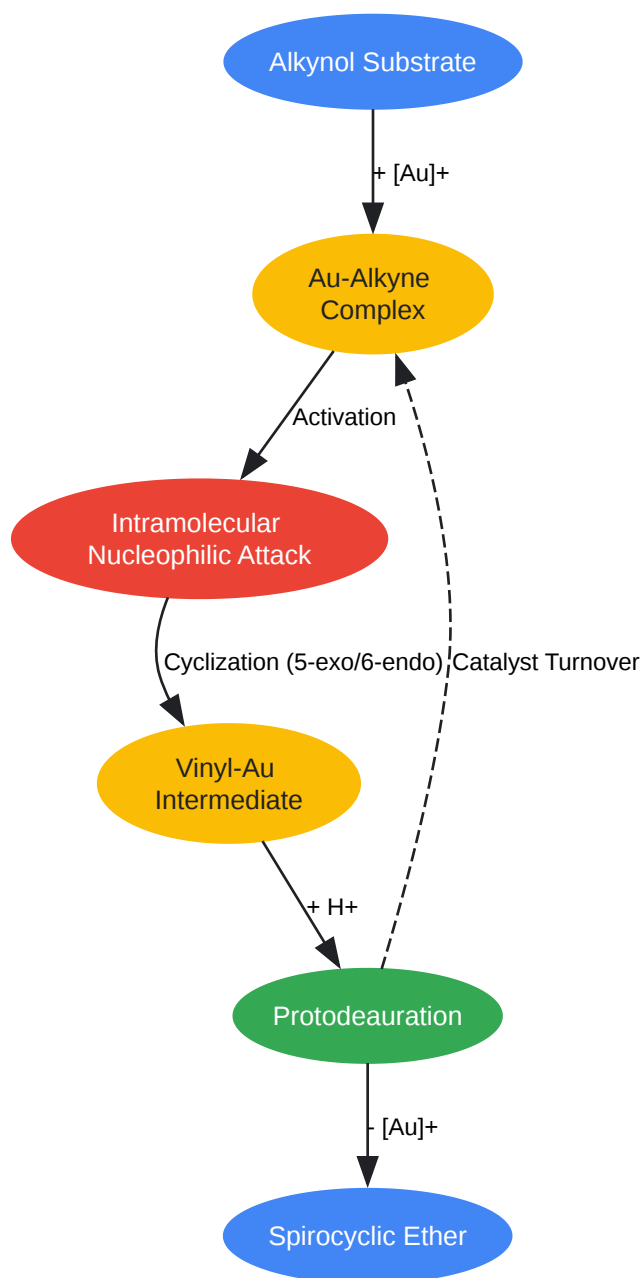 Alkynol Substrate
+ [Au]+
Au-Alkyne
Complex
Activation
Intramolecular
Nucleophilic Attack
Cyclization (5-exo/6-endo)
Catalyst Turnover
Vinyl-Au
Intermediate
+ H+
Protodeauration
- [Au]+
Spirocyclic Ether